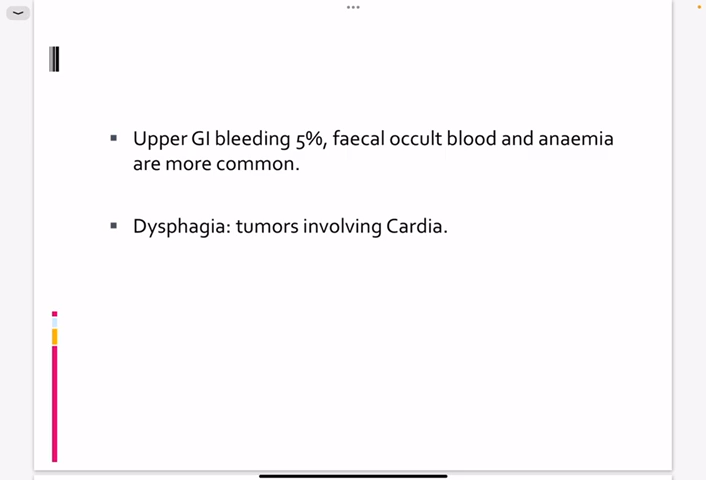 Upper GI bleeding 5%, faecal occult blood and anaemia
are more common.
Dysphagia: tumors involving Cardia.